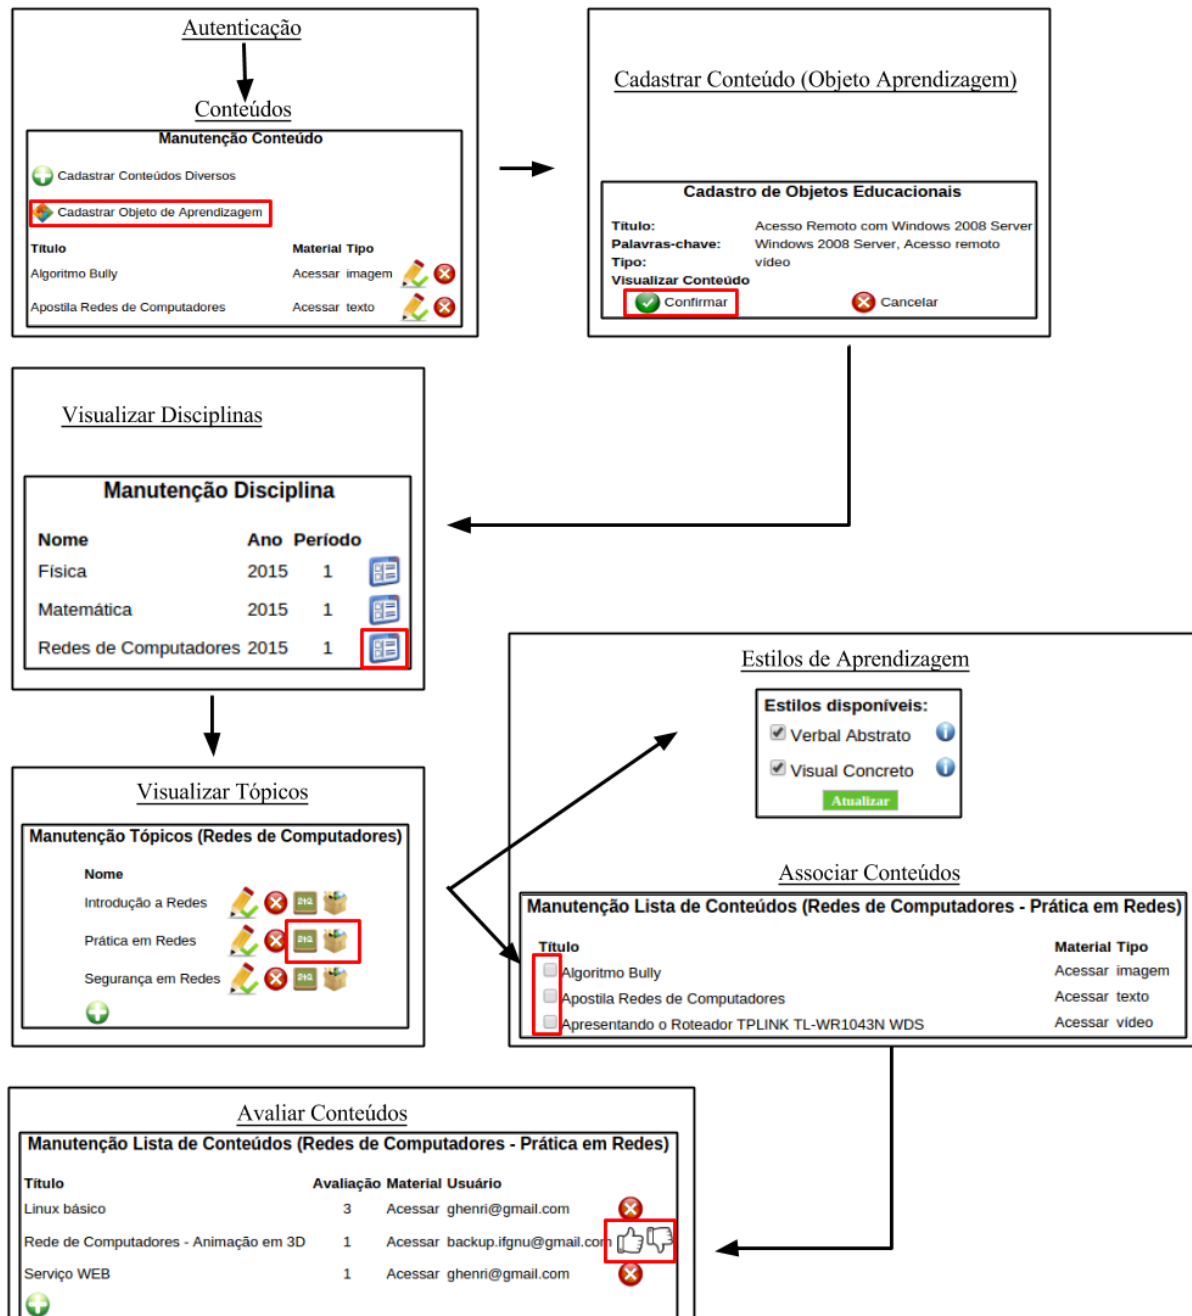 Autenticação
Conteúdos
Manutenção Conteúdo
Cadastrar Conteúdos Diversos
Cadastrar Objeto de Aprendizagem
Título Material Tipo
Algoritmo Bully Acessar imagem
Apostila Redes de Computadores Acessar texto
Cadastrar Conteúdo (Objeto Aprendizagem)
Cadastro de Objetos Educacionais
Título: Acesso Remoto com Windows 2008 Server
Palavras-chave: Windows 2008 Server, Acesso remoto
Tipo: vídeo
Visualizar Conteúdo
Confirmar Cancelar
Visualizar Disciplinas
Manutenção Disciplina
Nome Ano Período
Física 2015 1
Matemática 2015 1
Redes de Computadores 2015 1
Visualizar Tópicos
Manutenção Tópicos (Redes de Computadores)
Nome
Introdução a Redes
Prática em Redes
Segurança em Redes
Estilos de Aprendizagem
Estilos disponíveis:
Verbal Abstrato
Visual Concreto
Atualizar
Associar Conteúdos
Manutenção Lista de Conteúdos (Redes de Computadores - Prática em Redes)
Título Material Tipo
Algoritmo Bully Acessar imagem
Apostila Redes de Computadores Acessar texto
Apresentando o Roteador TPLINK TL-WR1043N WDS Acessar vídeo
Avaliar Conteúdos
Manutenção Lista de Conteúdos (Redes de Computadores - Prática em Redes)
Título Avaliação Material Usuário
Linux básico 3 Acessar ghenri@gmail.com
Rede de Computadores - Animação em 3D 1 Acessar backup.ifgnu@gmail.com
Serviço WEB 1 Acessar ghenri@gmail.com